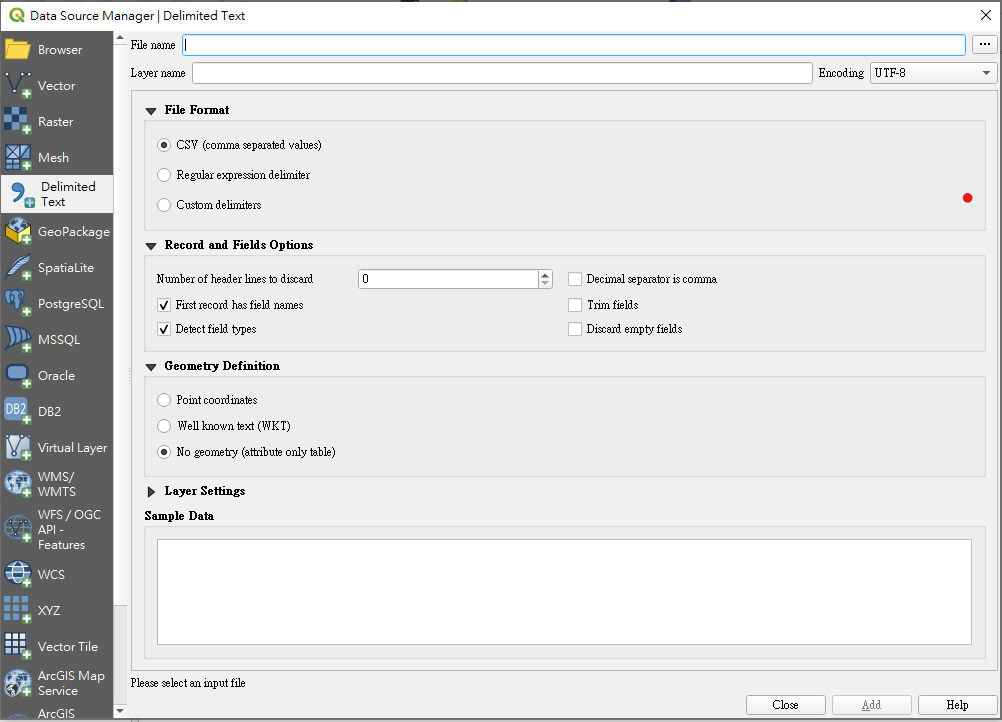 Data Source Manager | Delimited Text
Browser
Vector
Raster
Mesh
Delimited
Text
GeoPackage
SpatiaLite
PostgreSQL
MSSQL
Oracle
DB2
DB2
Virtual Layer
WMS/
WMTS
WFS / OGC
API -
Features
WCS
XYZ
Vector Tile
ArcGIS Map
Service
ArcGIS
File name
...
Layer name
Encoding UTF-8
File Format
CSV (comma separated values)
Regular expression delimiter
Custom delimiters
Record and Fields Options
Number of header lines to discard 0 Decimal separator is comma
First record has field names Trim fields
Detect field types Discard empty fields
Geometry Definition
Point coordinates
Well known text (WKT)
No geometry (attribute only table)
Layer Settings
Sample Data
Please select an input file
Close Add Help